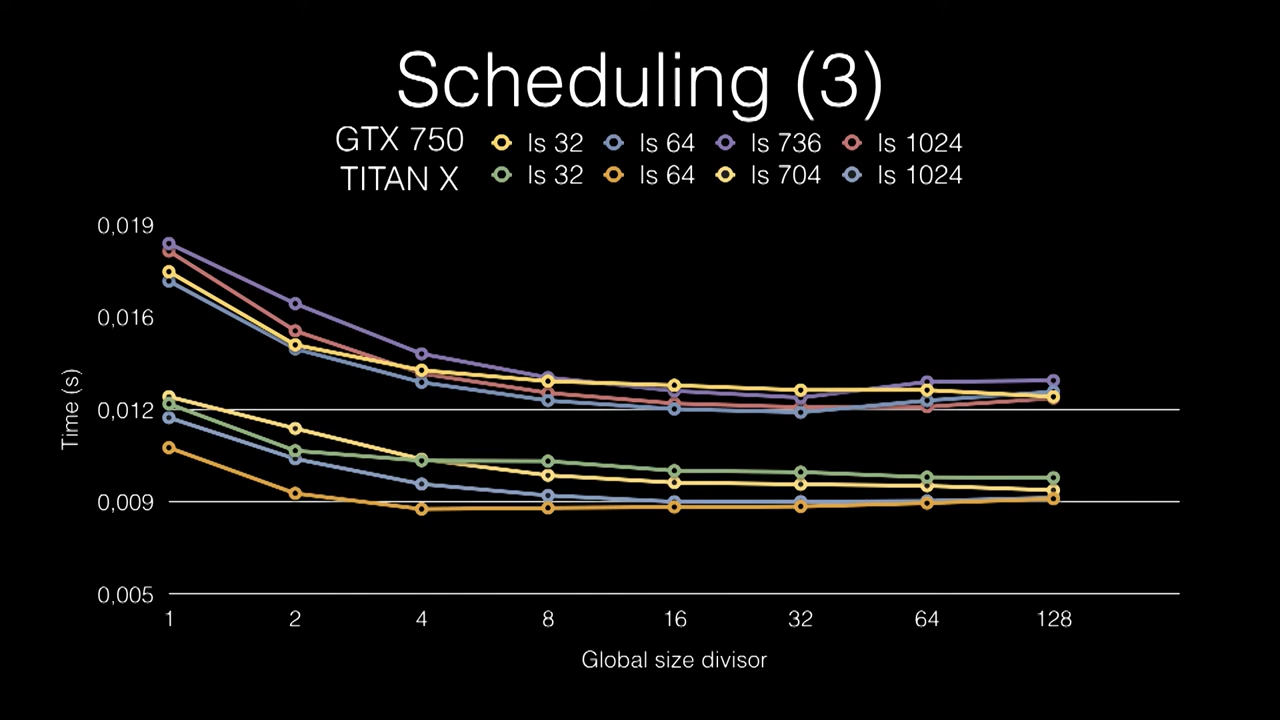 Scheduling (3)
GTX 750 ls 32 ls 64 ls 736 ls 1024
TITAN X ls 32 ls 64 ls 704 ls 1024
0,019
0,016
0,012
0,009
0,005
Time (s)
1 2 4 8 16 32 64 128
Global size divisor